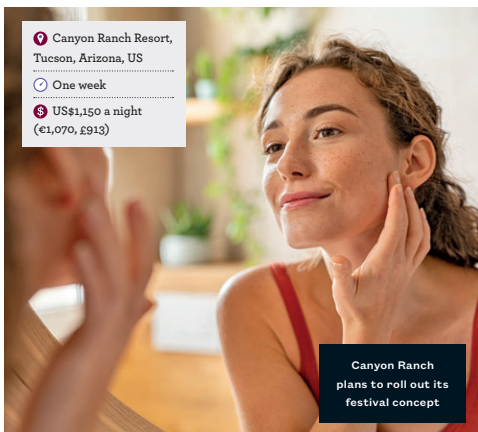 Canyon Ranch Resort,
Tucson, Arizona, US
One week
$ US$1,150 a night
(€1,070, £913)
Canyon Ranch
plans to roll out its
festival concept